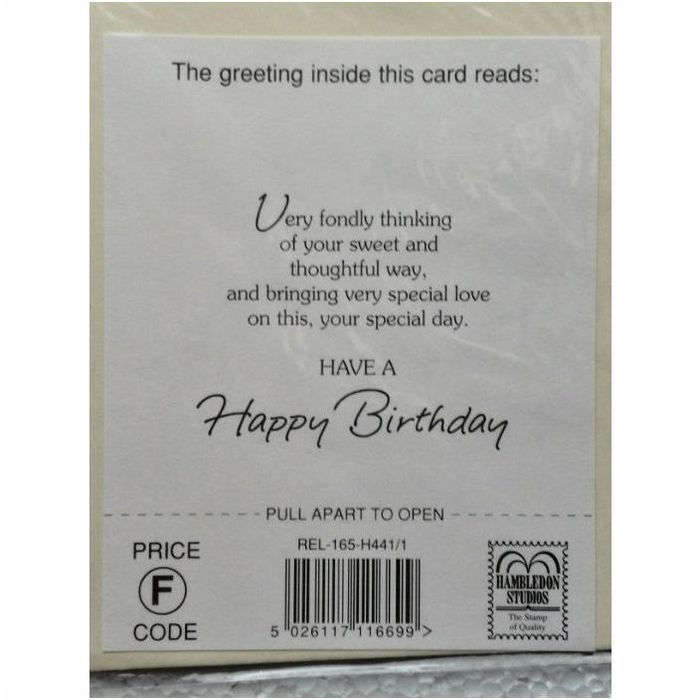 The greeting inside this card reads:
Very fondly thinking
of your sweet and
thoughtful way,
and bringing very special love
on this, your special day.
HAVE A
Happy Birthday
PULL APART TO OPEN
PRICE
F
CODE
REL-165-H441/1
5 026117 116699 >
HAMBLEDON
STUDIOS
The Stamp
of Quality